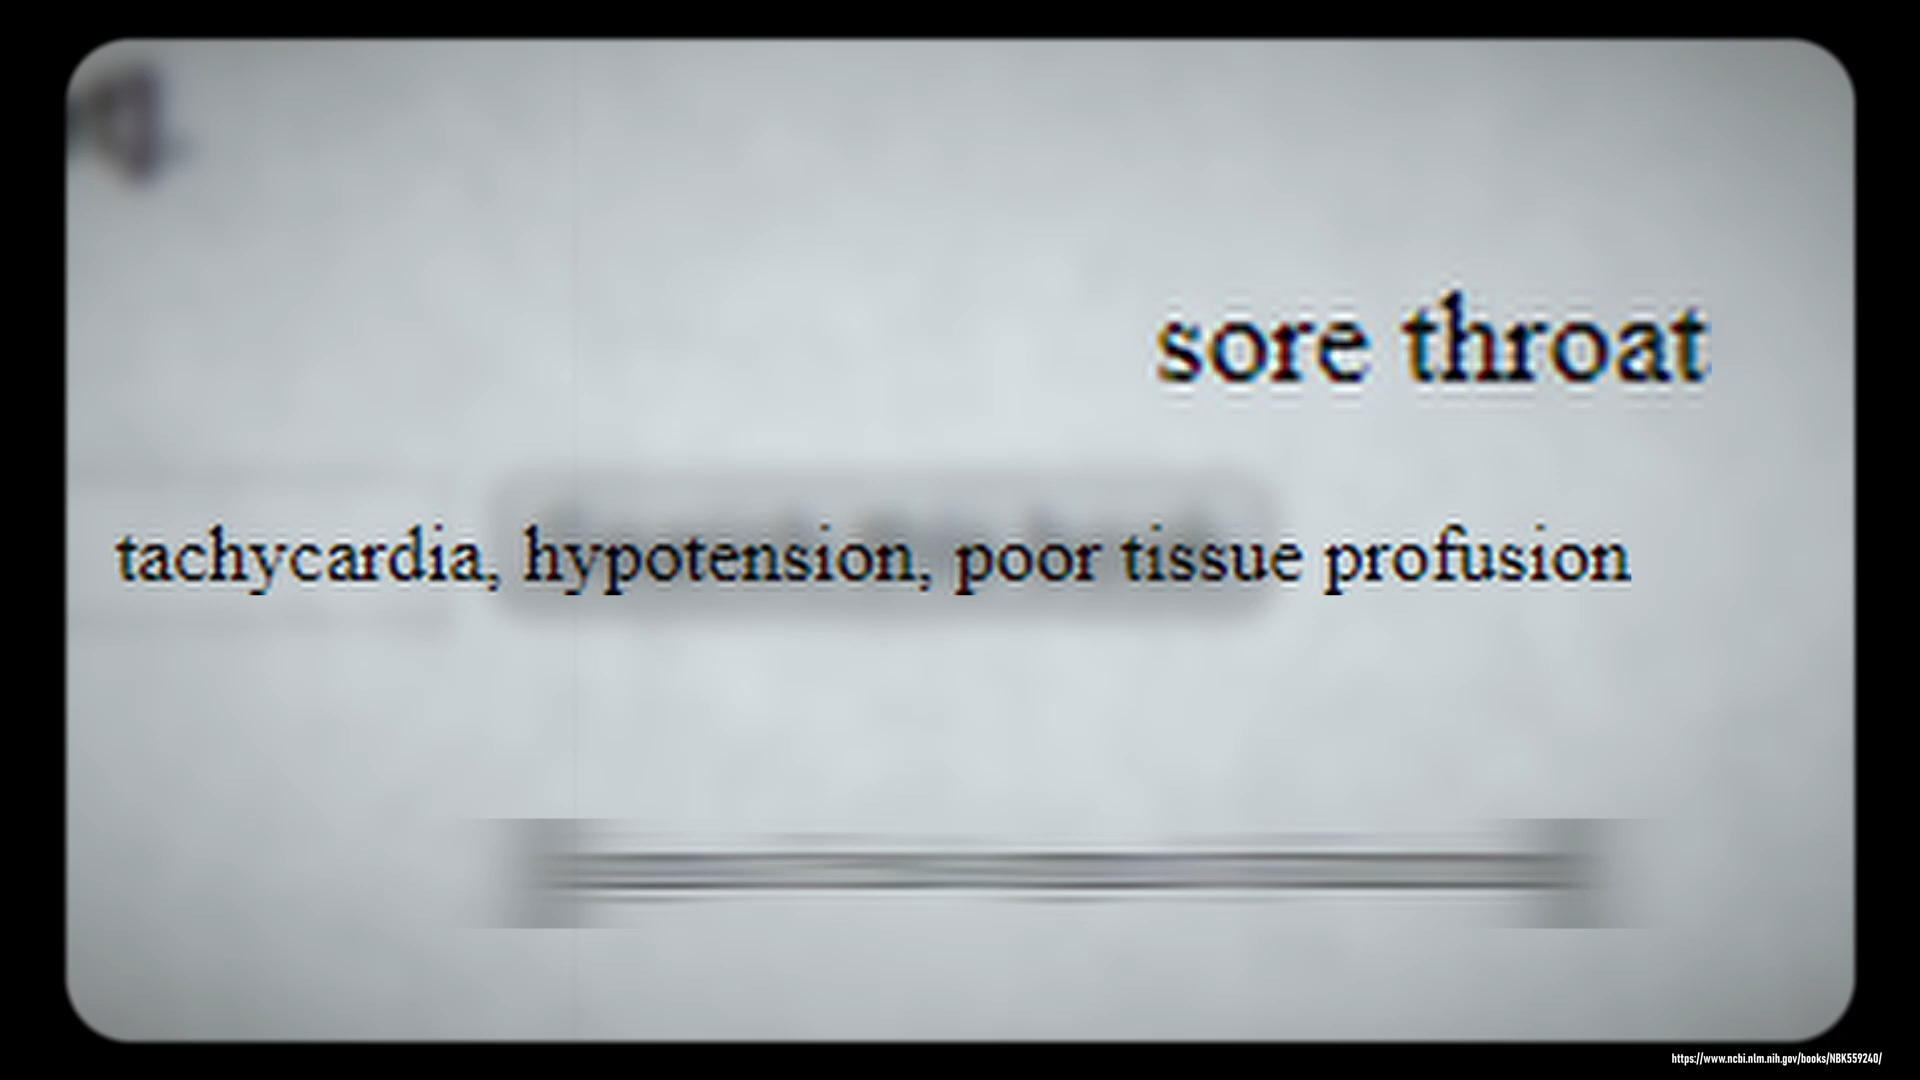 sore throat
tachycardia, hypotension, poor tissue profusion
https://www.ncbi.nlm.nih.gov/books/NBK559240/